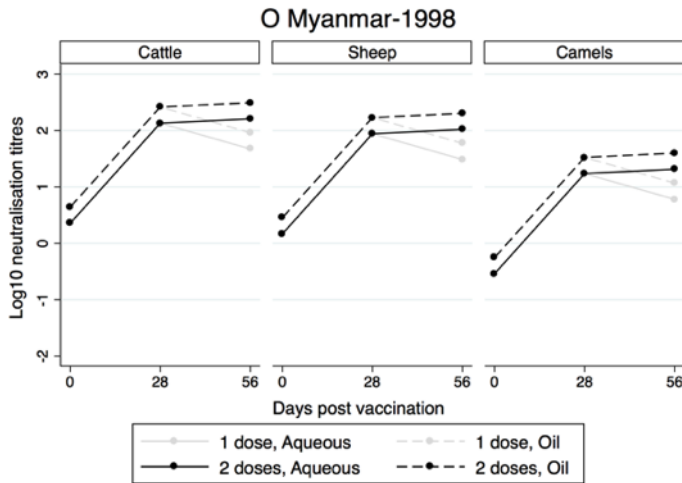 O Myanmar-1998
Cattle Sheep Camels
Log10 neutralisation titres
3
2
1
0
-1
-2
0 28 56 0 28 56 0 28 56
Days post vaccination
1 dose, Aqueous 1 dose, Oil
2 doses, Aqueous 2 doses, Oil